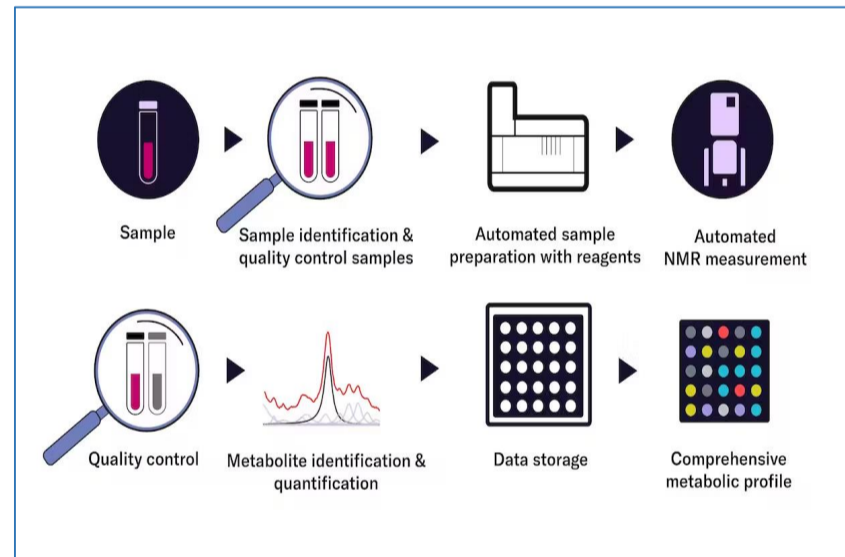 Sample
Sample identification &
quality control samples
Automated sample
preparation with reagents
Automated
NMR measurement
Quality control
Metabolite identification &
quantification
Data storage
Comprehensive
metabolic profile